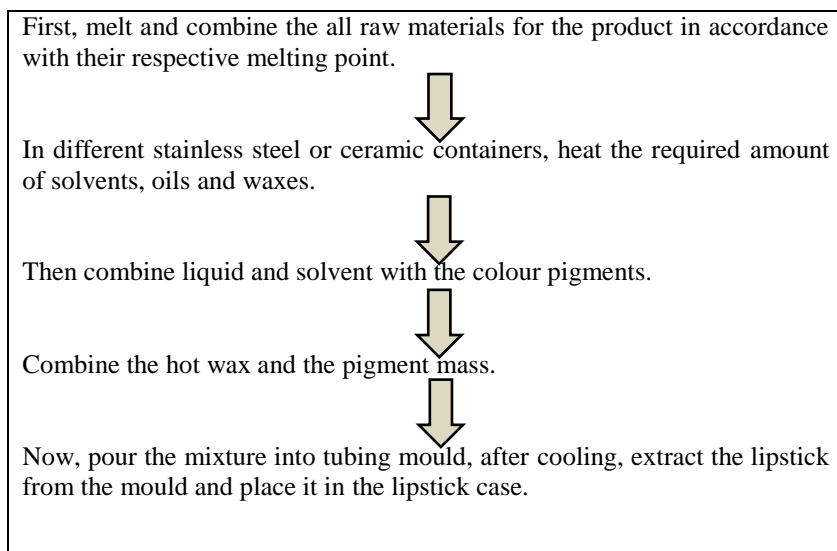 First, melt and combine the all raw materials for the product in accordance
with their respective melting point.
In different stainless steel or ceramic containers, heat the required amount
of solvents, oils and waxes.
Then combine liquid and solvent with the colour pigments.
Combine the hot wax and the pigment mass.
Now, pour the mixture into tubing mould, after cooling, extract the lipstick
from the mould and place it in the lipstick case.